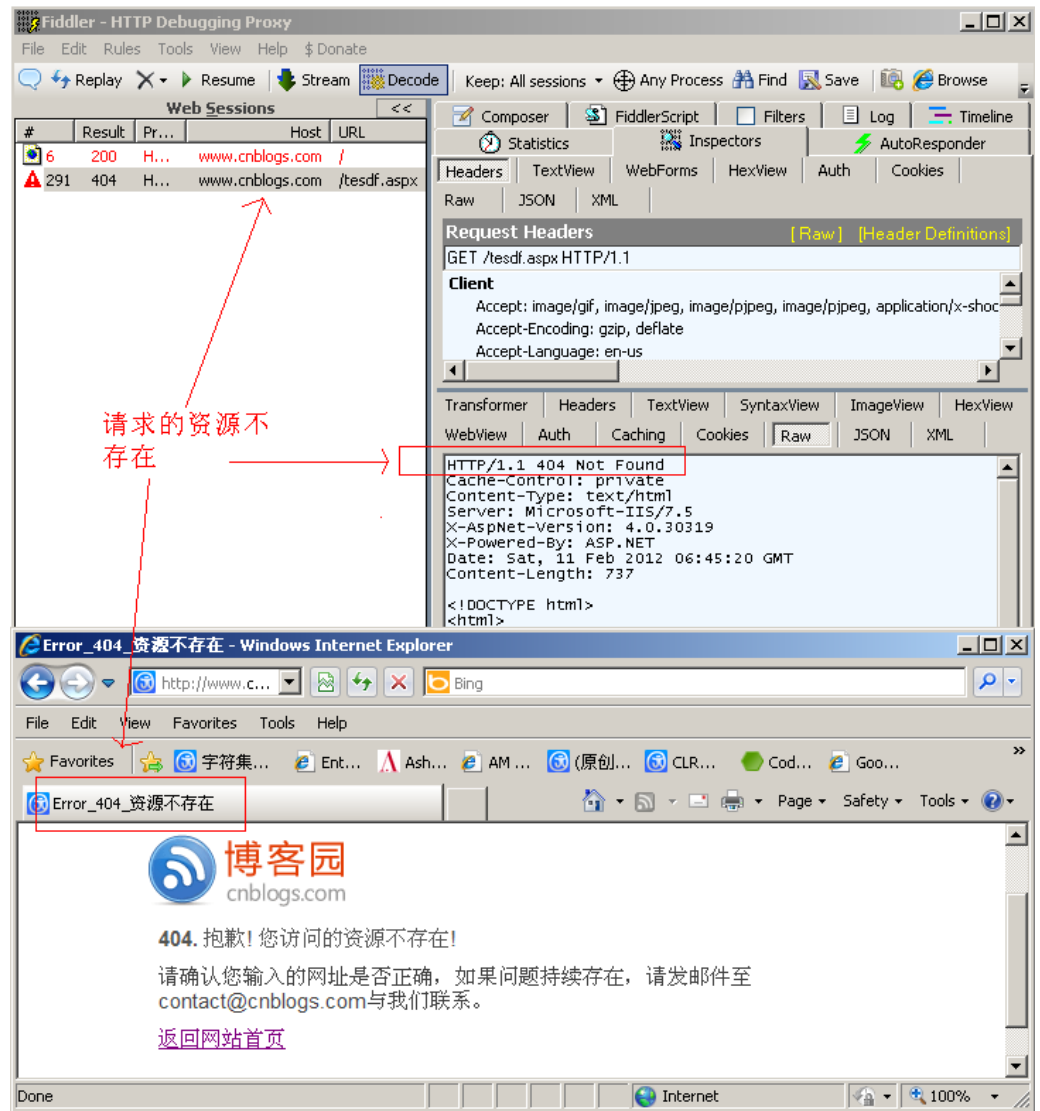 Fiddler - HTTP Debugging Proxy
File Edit Rules Tools View Help $ Donate
Replay Resume Stream Decode Keep: All sessions Any Process Find Save Browse
Web Sessions <<
# Result Pr... Host URL
6 200 H... www.cnblogs.com /
291 404 H... www.cnblogs.com /tesdf.aspx
请求的资源不
存在
Composer FiddlerScript Filters Log Timeline
Statistics Inspectors AutoResponder
Headers TextView WebForms HexView Auth Cookies
Raw JSON XML
Request Headers [ Raw ] [Header Definitions]
GET /tesdf.aspx HTTP/1.1
Client
Accept: image/gif, image/jpeg, image/pjpeg, image/pjpeg, application/x-shoc
Accept-Encoding: gzip, deflate
Accept-Language: en-us
Transformer Headers TextView SyntaxView ImageView HexView
WebView Auth Caching Cookies Raw JSON XML
HTTP/1.1 404 Not Found
Cache-Control: private
Content-Type: text/html
Server: Microsoft-IIS/7.5
X-AspNet-Version: 4.0.30319
X-Powered-By: ASP.NET
Date: Sat, 11 Feb 2012 06:45:20 GMT
Content-Length: 737
<!DOCTYPE html>
<html>
Error_404_资源不存在 - Windows Internet Explorer
http://www.c... Bing
File Edit View Favorites Tools Help
Favorites 字符集... Ent... Ash... AM ... (原创... CLR... Cod... Goo... »
Error_404_资源不存在 Page Safety Tools
博客园
cnblogs.com
404. 抱歉! 您访问的资源不存在!
请确认您输入的网址是否正确，如果问题持续存在，请发邮件至
contact@cnblogs.com与我们联系。
返回网站首页
Done Internet 100%